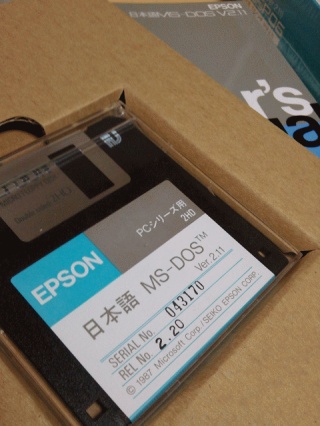 EPSON
日本語MS-DOS V2.11
r's
HD
EPSON
PCシリーズ用
2HD
日本語 MS-DOS™
Ver.2.11
SERIAL No. 043170
REL No. 2.20
© 1987 Microsoft Corp./SEIKO EPSON CORP.